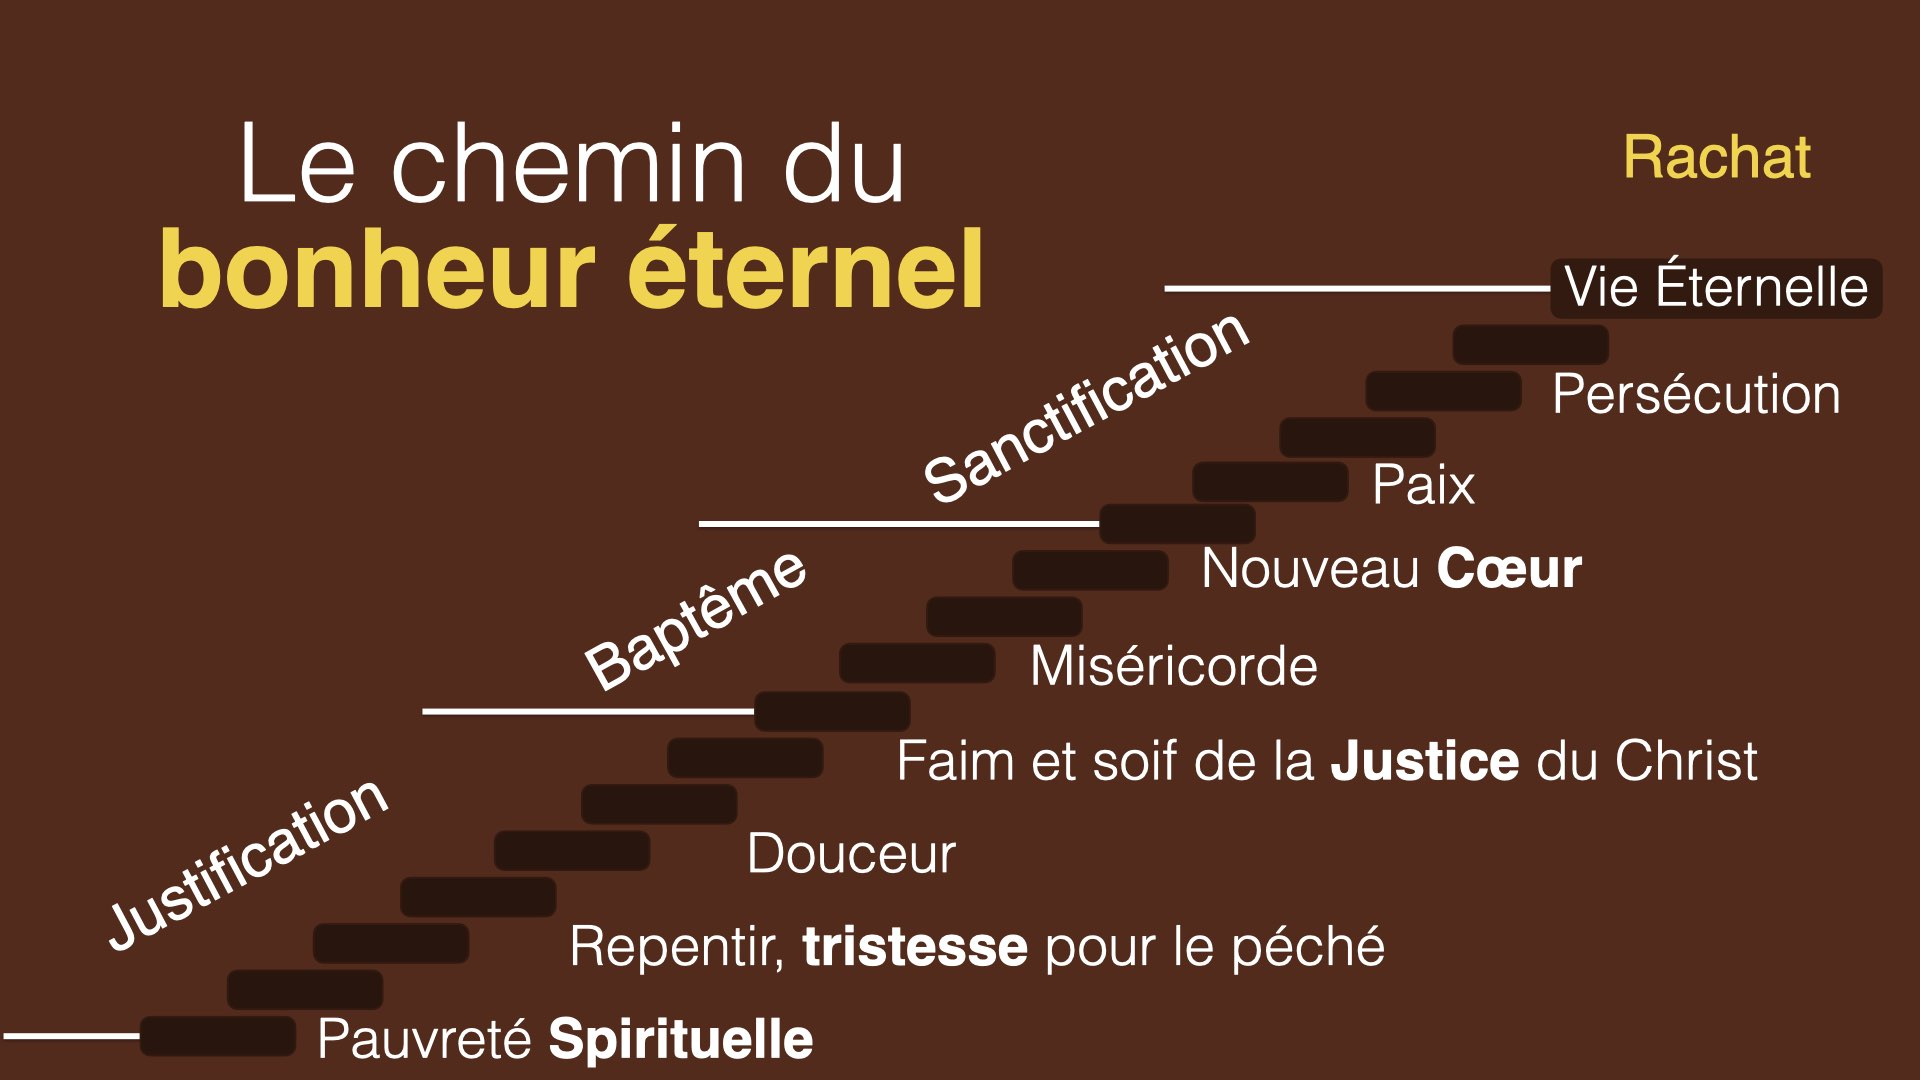 Le chemin du
bonheur éternel
Rachat
Vie Éternelle
Persécution
Sanctification
Paix
Nouveau Cœur
Baptême
Miséricorde
Faim et soif de la Justice du Christ
Justification
Douceur
Repentir, tristesse pour le péché
Pauvreté Spirituelle